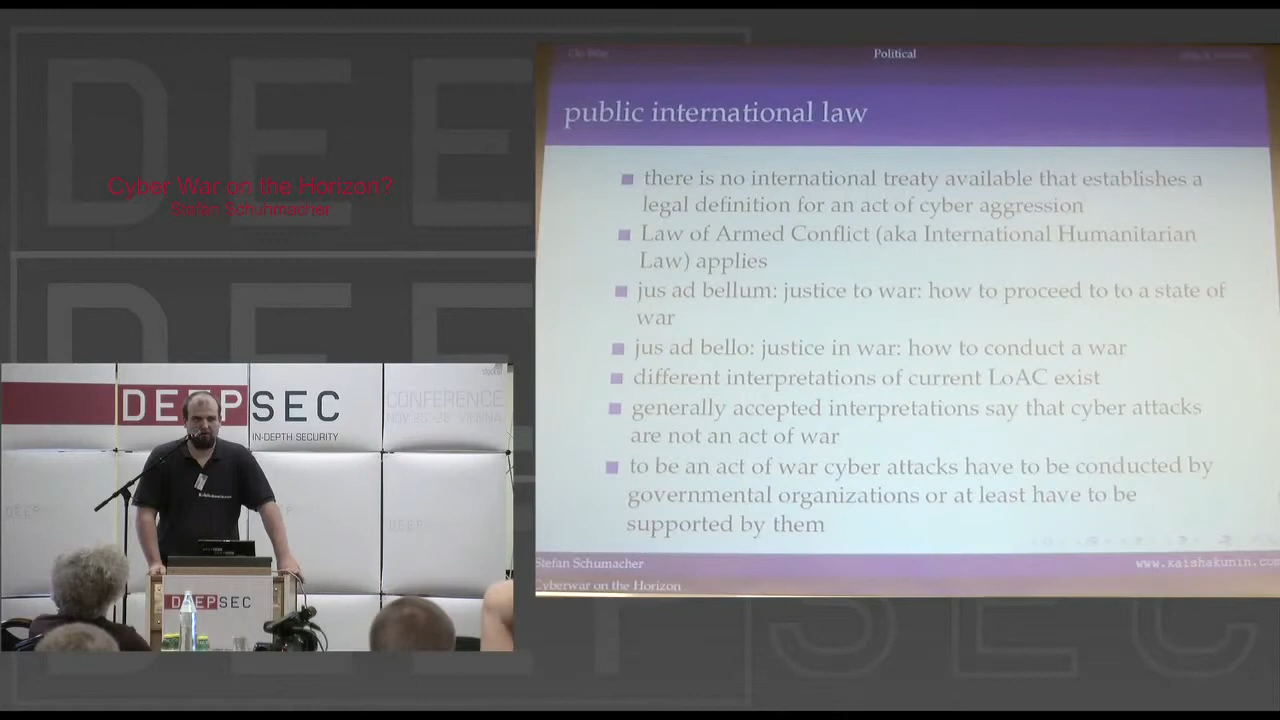 Political
public international law
there is no international treaty available that establishes a
legal definition for an act of cyber aggression
Law of Armed Conflict (aka International Humanitarian
Law) applies
jus ad bellum: justice to war: how to proceed to to a state of
war
jus ad bello: justice in war: how to conduct a war
different interpretations of current LoAC exist
generally accepted interpretations say that cyber attacks
are not an act of war
to be an act of war cyber attacks have to be conducted by
governmental organizations or at least have to be
supported by them
Stefan Schumacher
www.kaishakunin.com
Cyberwar on the Horizon
Cyber War on the Horizon?
Stefan Schuhmacher
DEEPSEC
IN-DEPTH SECURITY
CONFERENCE
DEEPSEC
DEEP
DEE
DEE
SEC